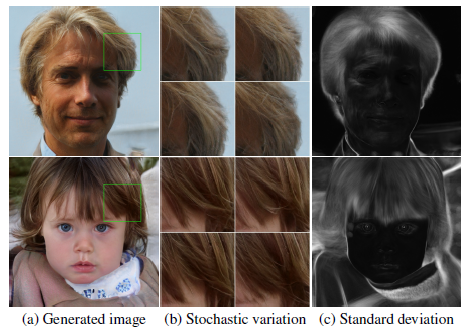 (a) Generated image (b) Stochastic variation (c) Standard deviation